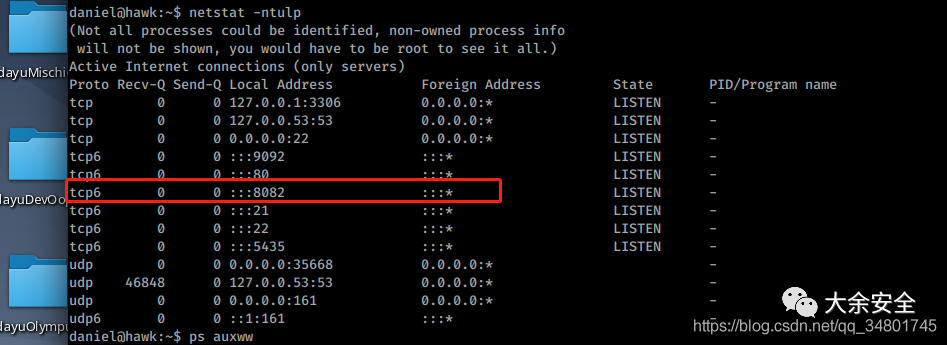 daniel@hawk:~$ netstat -ntulp
(Not all processes could be identified, non-owned process info
will not be shown, you would have to be root to see it all.)
Active Internet connections (only servers)
Proto Recv-Q Send-Q Local Address Foreign Address State PID/Program name
tcp 0 0 127.0.0.1:3306 0.0.0.0:* LISTEN -
tcp 0 0 127.0.0.53:53 0.0.0.0:* LISTEN -
tcp 0 0 0.0.0.0:22 0.0.0.0:* LISTEN -
tcp6 0 0 :::9092 :::* LISTEN -
tcp6 0 0 :::80 :::* LISTEN -
tcp6 0 0 :::8082 :::* LISTEN -
tcp6 0 0 :::21 :::* LISTEN -
tcp6 0 0 :::22 :::* LISTEN -
tcp6 0 0 :::5435 :::* LISTEN -
udp 0 0 0.0.0.0:35668 0.0.0.0:* -
udp 46848 0 127.0.0.53:53 0.0.0.0:* -
udp 0 0 0.0.0.0:161 0.0.0.0:* -
udp6 0 0 ::1:161 :::* -
daniel@hawk:~$ ps auxww
dayuMischi
ayuDevOo
ayuOlympu
大余安全
https://blog.csdn.net/qq_34801745